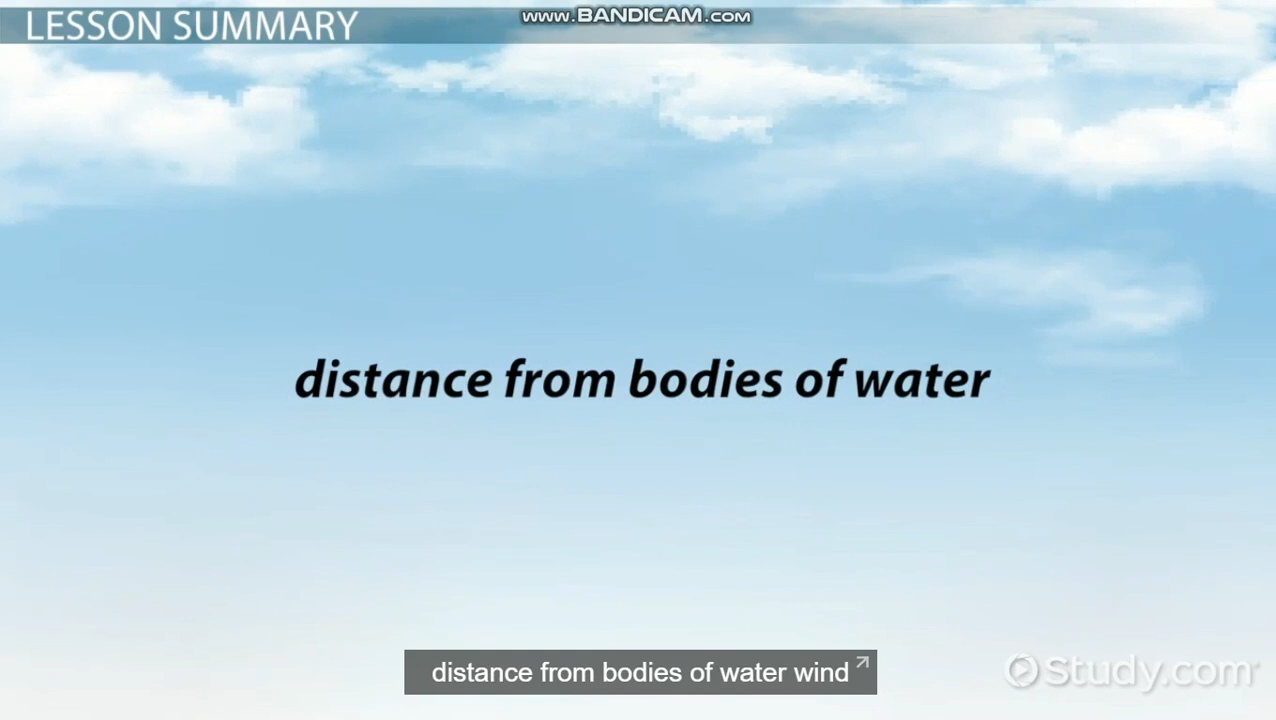 www.BANDICAM.com
LESSON SUMMARY
distance from bodies of water
distance from bodies of water wind
Study.com